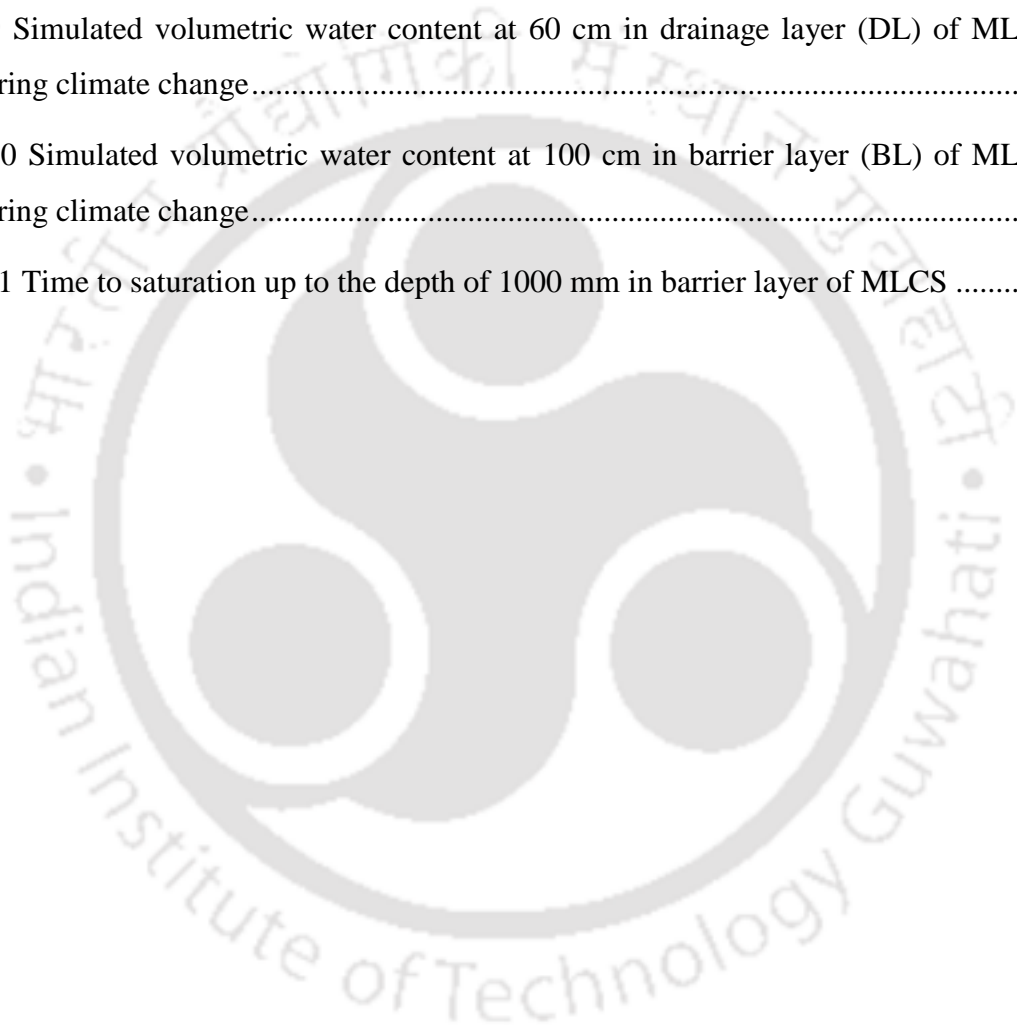 Simulated volumetric water content at 60 cm in drainage layer (DL) of ML
ring climate change................................................................................................
0 Simulated volumetric water content at 100 cm in barrier layer (BL) of ML
ring climate change................................................................................................
1 Time to saturation up to the depth of 1000 mm in barrier layer of MLCS ........
Indian Institute of Technology Guwahati